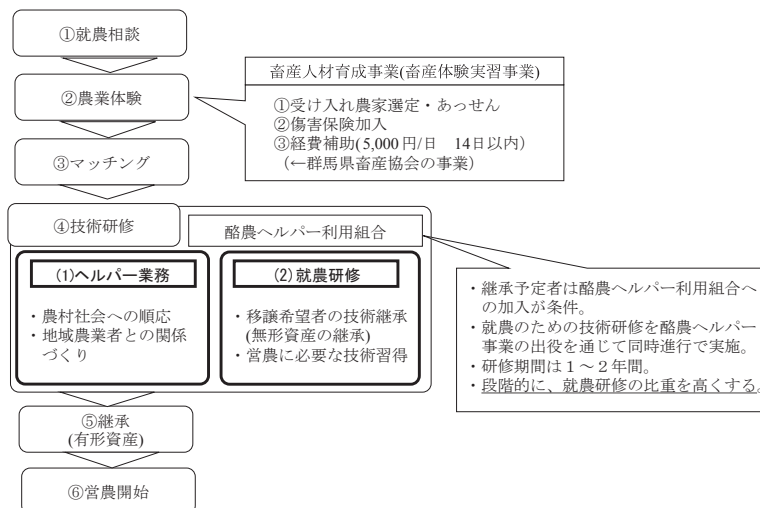 ①就農相談
②農業体験
畜産人材育成事業(畜産体験実習事業)
①受け入れ農家選定・あっせん
②傷害保険加入
③経費補助(5,000円/日　14日以内)
(←群馬県畜産協会の事業)
③マッチング
④技術研修
酪農ヘルパー利用組合
(1)ヘルパー業務
・農村社会への順応
・地域農業者との関係
づくり
(2)就農研修
・移譲希望者の技術継承
(無形資産の継承)
・営農に必要な技術習得
・継承予定者は酪農ヘルパー利用組合へ
の加入が条件。
・就農のための技術研修を酪農ヘルパー
事業の出役を通じて同時進行で実施。
・研修期間は１～２年間。
・段階的に、就農研修の比重を高くする。
⑤継承
(有形資産)
⑥営農開始